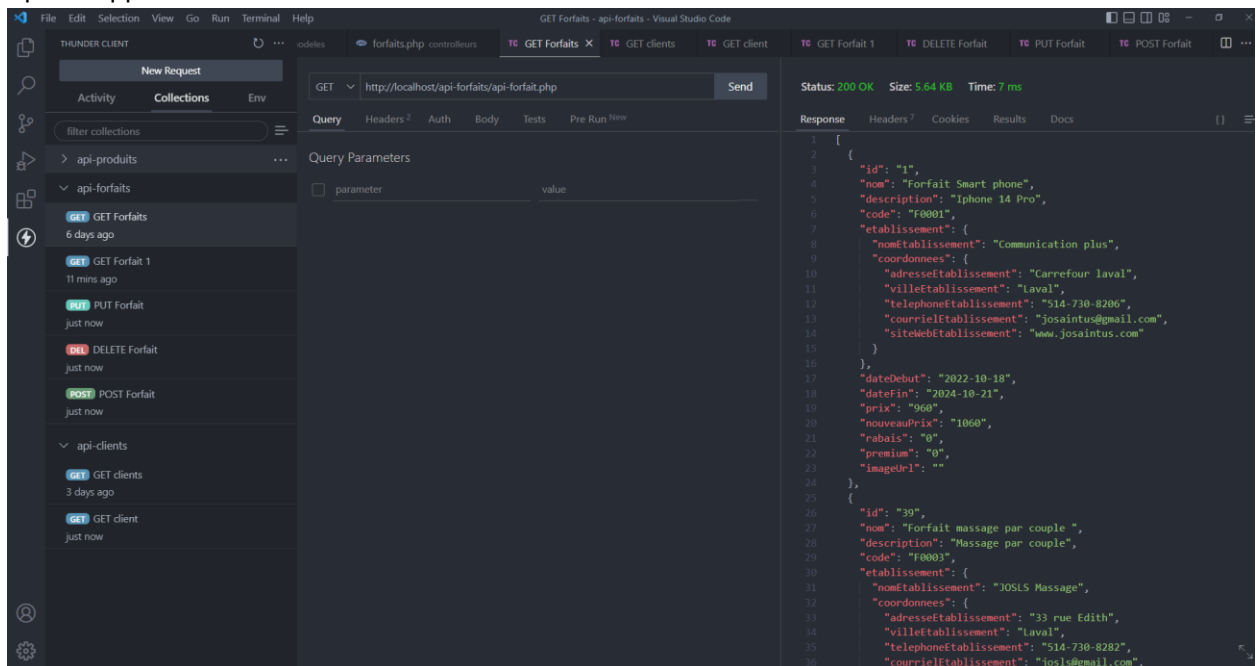 File Edit Selection View Go Run Terminal Help
GET Forfaits - api-forfaits - Visual Studio Code
THUNDER CLIENT
odeles
forfaits.php controlleurs
TC GET Forfaits
TC GET clients
TC GET client
TC GET Forfait 1
TC DELETE Forfait
TC PUT Forfait
TC POST Forfait
New Request
Activity Collections Env
filter collections
api-produits
api-forfaits
GET GET Forfaits
6 days ago
GET GET Forfait 1
11 mins ago
PUT PUT Forfait
just now
DEL DELETE Forfait
just now
POST POST Forfait
just now
api-clients
GET GET clients
3 days ago
GET GET client
just now
GET http://localhost/api-forfaits/api-forfait.php Send
Query Headers 2 Auth Body Tests Pre Run New
Query Parameters
parameter value
Status: 200 OK Size: 5.64 KB Time: 7 ms
Response Headers 7 Cookies Results Docs {}
1 [
2 {
3 "id": "1",
4 "nom": "Forfait Smart phone",
5 "description": "Iphone 14 Pro",
6 "code": "F0001",
7 "etablissement": {
8 "nomEtablissement": "Communication plus",
9 "coordonnees": {
10 "adresseEtablissement": "Carrefour laval",
11 "villeEtablissement": "Laval",
12 "telephoneEtablissement": "514-730-8206",
13 "courrielEtablissement": "josaintus@gmail.com",
14 "siteWebEtablissement": "www.josaintus.com"
15 }
16 },
17 "dateDebut": "2022-10-18",
18 "dateFin": "2024-10-21",
19 "prix": "960",
20 "nouveauPrix": "1060",
21 "rabais": "0",
22 "premium": "0",
23 "imageUrl": ""
24 },
25 {
26 "id": "39",
27 "nom": "Forfait massage par couple ",
28 "description": "Massage par couple",
29 "code": "F0003",
30 "etablissement": {
31 "nomEtablissement": "JOSLS Massage",
32 "coordonnees": {
33 "adresseEtablissement": "33 rue Edith",
34 "villeEtablissement": "Laval",
35 "telephoneEtablissement": "514-730-8282",
36 "courrielEtablissement": "josls@gmail.com",